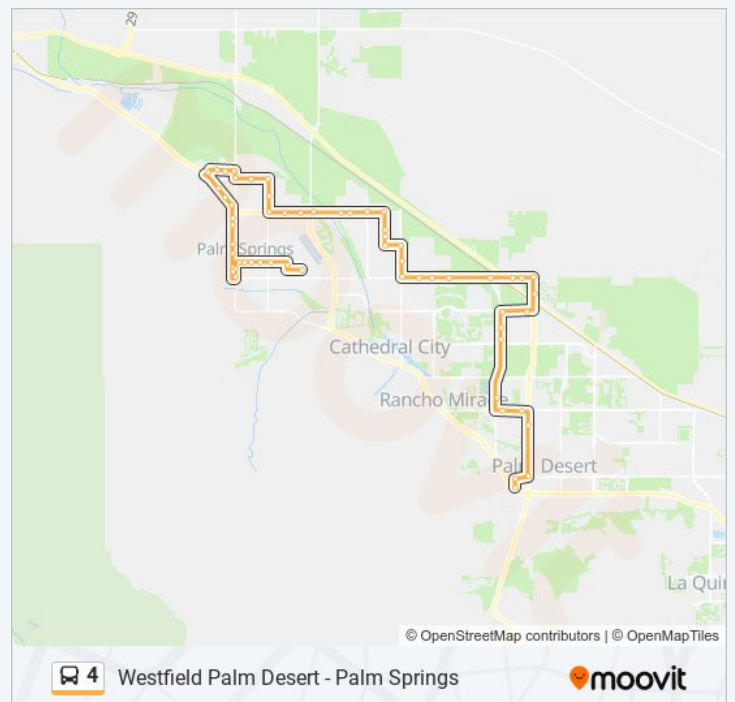 29
Palm Springs
Cathedral City
Rancho Mirage
Palm Desert
La Quin
© OpenStreetMap contributors | © OpenMapTiles
4 Westfield Palm Desert - Palm Springs
moovit